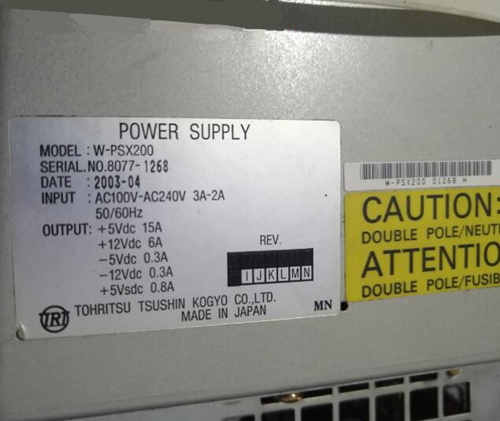 POWER SUPPLY
MODEL : W-PSX200
SERIAL.NO.8077-1268
DATE : 2003-04
INPUT : AC100V-AC240V 3A-2A
50/60Hz
OUTPUT: +5Vdc 15A
+12Vdc 6A
-5Vdc 0.3A
-12Vdc 0.3A
+5Vsdc 0.8A
REV.
I J K L M N
TOHRITSU TSUSHIN KOGYO CO.,LTD.
MADE IN JAPAN
MN
W-PSX200 01268 M
CAUTION:
DOUBLE POLE/NEUT
ATTENTIO
DOUBLE POLE/FUSIB